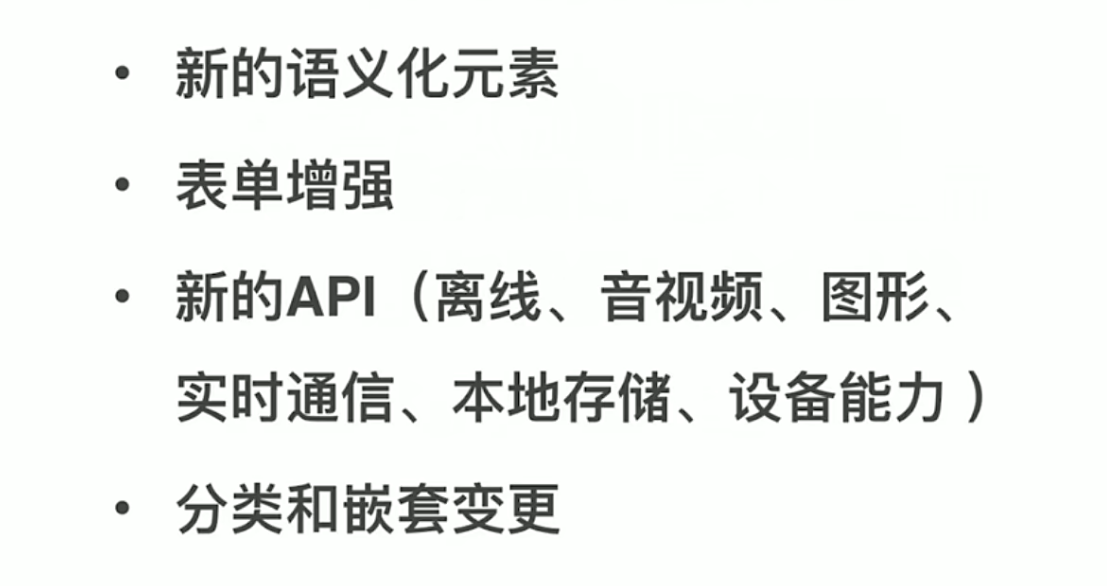 • 新的语义化元素
• 表单增强
• 新的API（离线、音视频、图形、
实时通信、本地存储、设备能力 ）
• 分类和嵌套变更